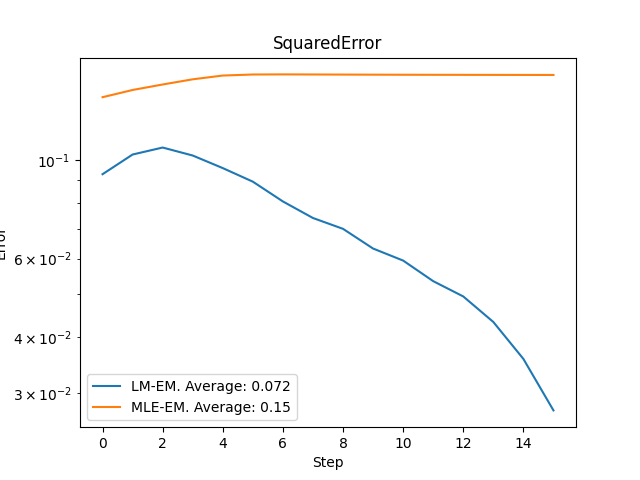 SquaredError
Error
10⁻¹
6 × 10⁻²
4 × 10⁻²
3 × 10⁻²
LM-EM. Average: 0.072
MLE-EM. Average: 0.15
0 2 4 6 8 10 12 14
Step